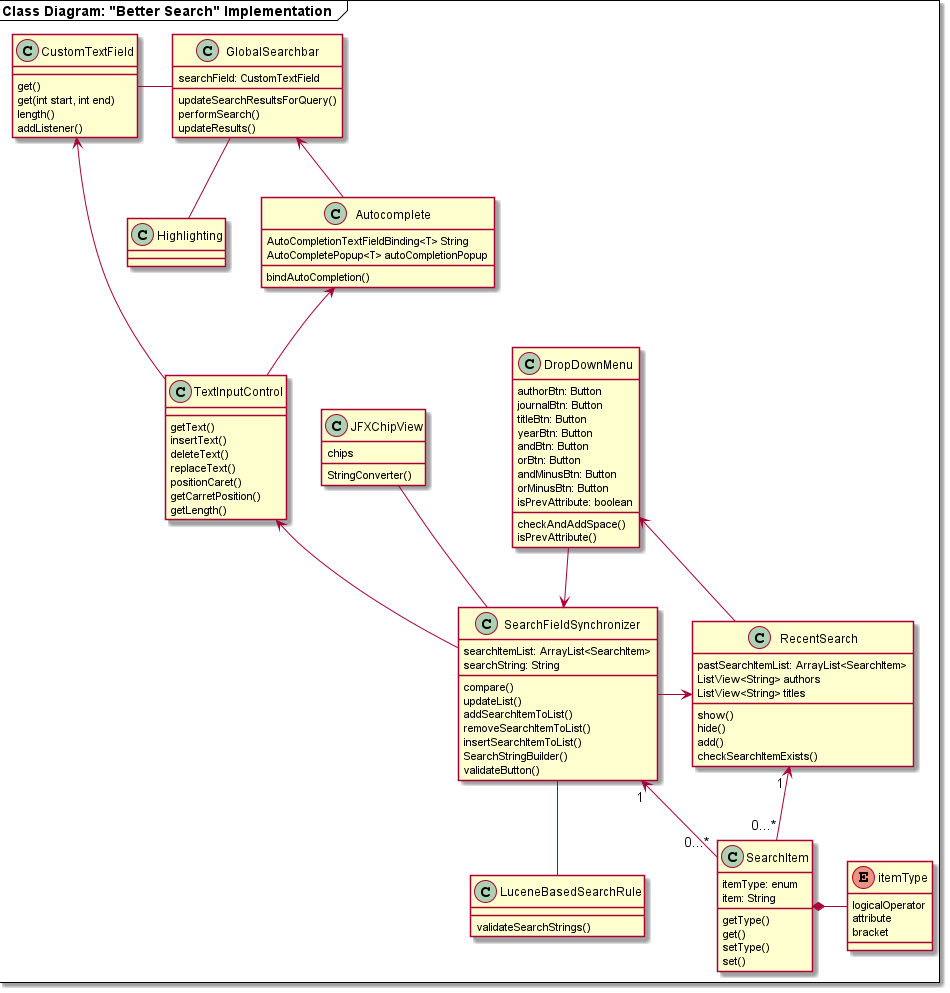 Class Diagram: "Better Search" Implementation
C CustomTextField
get()
get(int start, int end)
length()
addListener()
C GlobalSearchbar
searchField: CustomTextField
updateSearchResultsForQuery()
performSearch()
updateResults()
C Highlighting
C Autocomplete
AutoCompletionTextFieldBinding<T> String
AutoCompletePopup<T> autoCompletionPopup
bindAutoCompletion()
C TextInputControl
getText()
insertText()
deleteText()
replaceText()
positionCaret()
getCarretPosition()
getLength()
C JFXChipView
chips
StringConverter()
C DropDownMenu
authorBtn: Button
journalBtn: Button
titleBtn: Button
yearBtn: Button
andBtn: Button
orBtn: Button
andMinusBtn: Button
orMinusBtn: Button
isPrevAttribute: boolean
checkAndAddSpace()
isPrevAttribute()
C SearchFieldSynchronizer
searchItemList: ArrayList<SearchItem>
searchString: String
compare()
updateList()
addSearchItemToList()
removeSearchItemToList()
insertSearchItemToList()
SearchStringBuilder()
validateButton()
C RecentSearch
pastSearchItemList: ArrayList<SearchItem>
ListView<String> authors
ListView<String> titles
show()
hide()
add()
checkSearchItemExists()
1
0...*
1
0...*
C LuceneBasedSearchRule
validateSearchStrings()
C SearchItem
itemType: enum
item: String
getType()
get()
setType()
set()
E itemType
logicalOperator
attribute
bracket